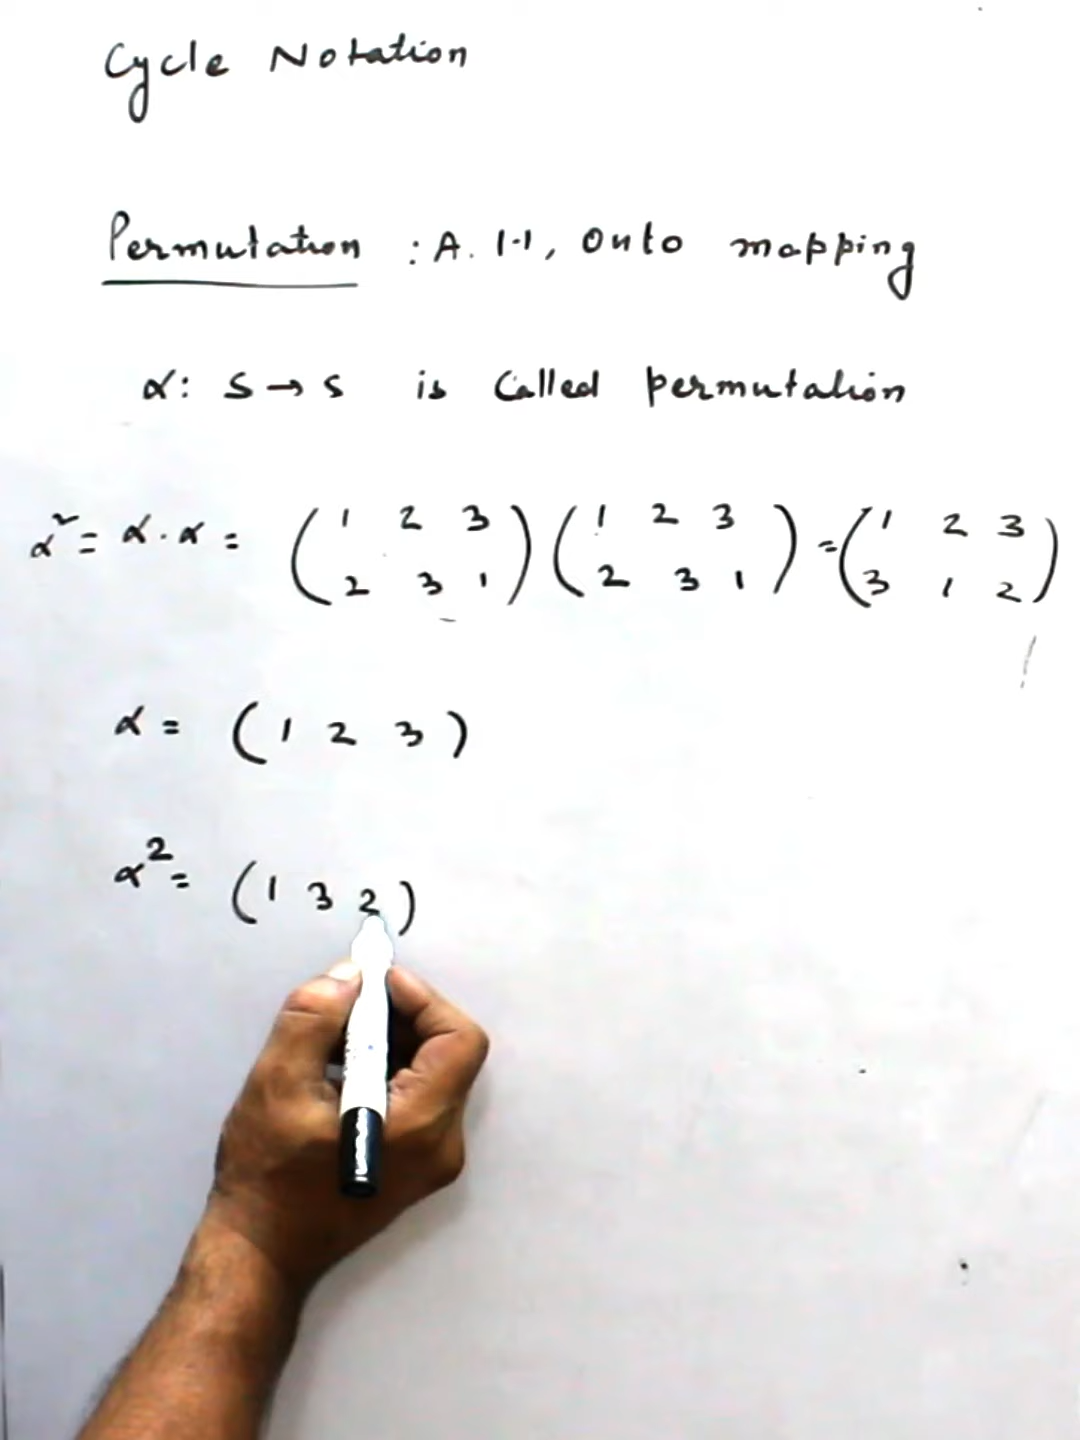 Cycle Notation
Permutation : A. 1-1, Onto mapping
α: S → S is Called permutation
α² = α . α = (1 2 3) (1 2 3) = (1 2 3)
2 3 1 2 3 1 3 1 2
α = (1 2 3)
α² = (1 3 2)